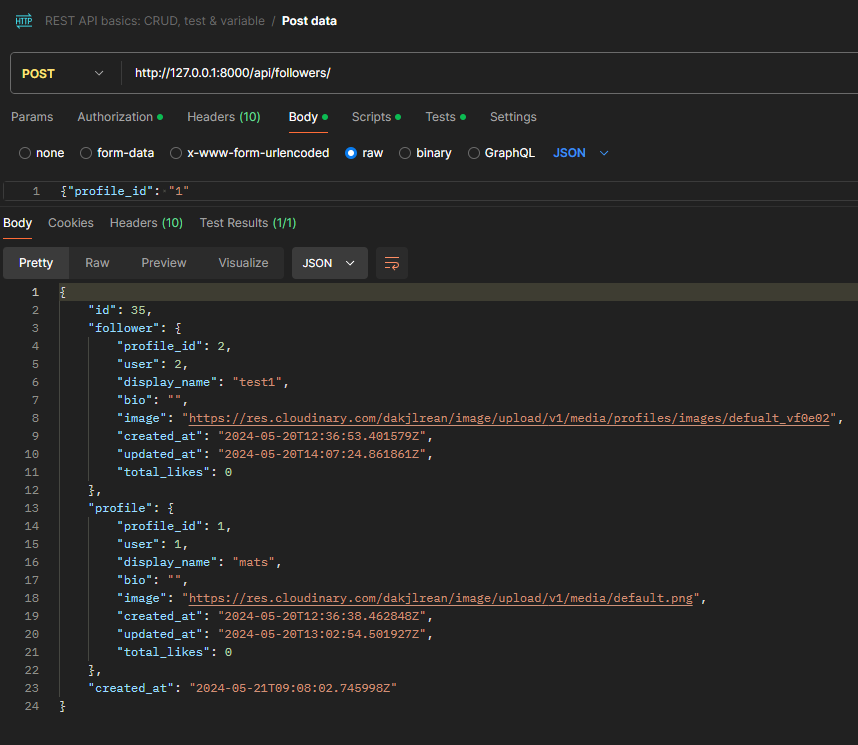 HTTP REST API basics: CRUD, test & variable / Post data
POST http://127.0.0.1:8000/api/followers/
Params Authorization Headers (10) Body Scripts Tests Settings
none form-data x-www-form-urlencoded raw binary GraphQL JSON
1 {"profile_id": "1"
Body Cookies Headers (10) Test Results (1/1)
Pretty Raw Preview Visualize JSON
1 {
2 "id": 35,
3 "follower": {
4 "profile_id": 2,
5 "user": 2,
6 "display_name": "test1",
7 "bio": "",
8 "image": "https://res.cloudinary.com/dakjlrean/image/upload/v1/media/profiles/images/defualt_vf0e02",
9 "created_at": "2024-05-20T12:36:53.401579Z",
10 "updated_at": "2024-05-20T14:07:24.861861Z",
11 "total_likes": 0
12 },
13 "profile": {
14 "profile_id": 1,
15 "user": 1,
16 "display_name": "mats",
17 "bio": "",
18 "image": "https://res.cloudinary.com/dakjlrean/image/upload/v1/media/default.png",
19 "created_at": "2024-05-20T12:36:38.462848Z",
20 "updated_at": "2024-05-20T13:02:54.501927Z",
21 "total_likes": 0
22 },
23 "created_at": "2024-05-21T09:08:02.745998Z"
24 }